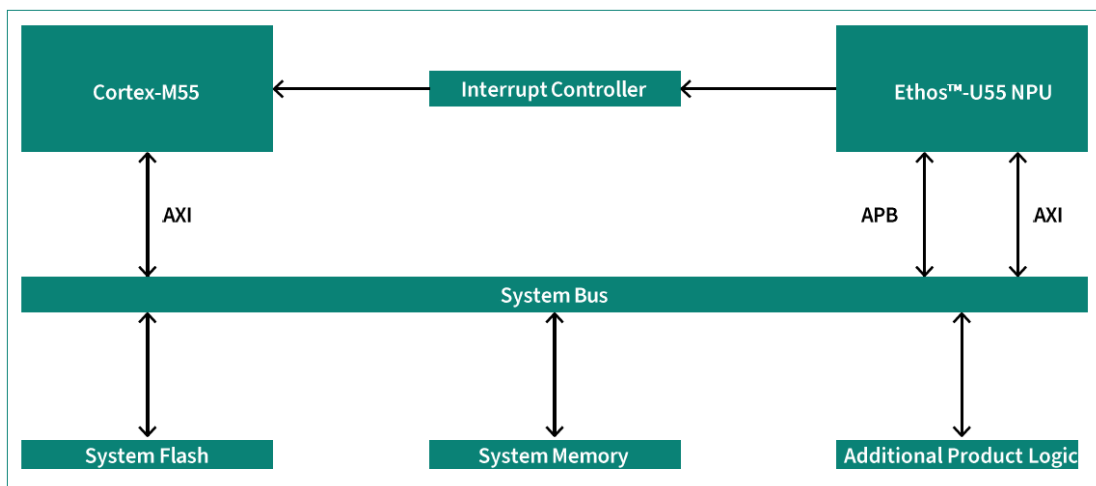 Cortex-M55
Interrupt Controller
Ethos™-U55 NPU
AXI
APB
AXI
System Bus
System Flash
System Memory
Additional Product Logic